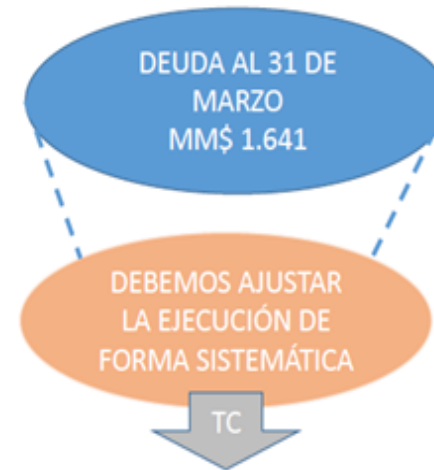 DEUDA AL 31 DE
MARZO
MM$ 1.641
DEBEMOS AJUSTAR
LA EJECUCIÓN DE
FORMA SISTEMÁTICA
TC